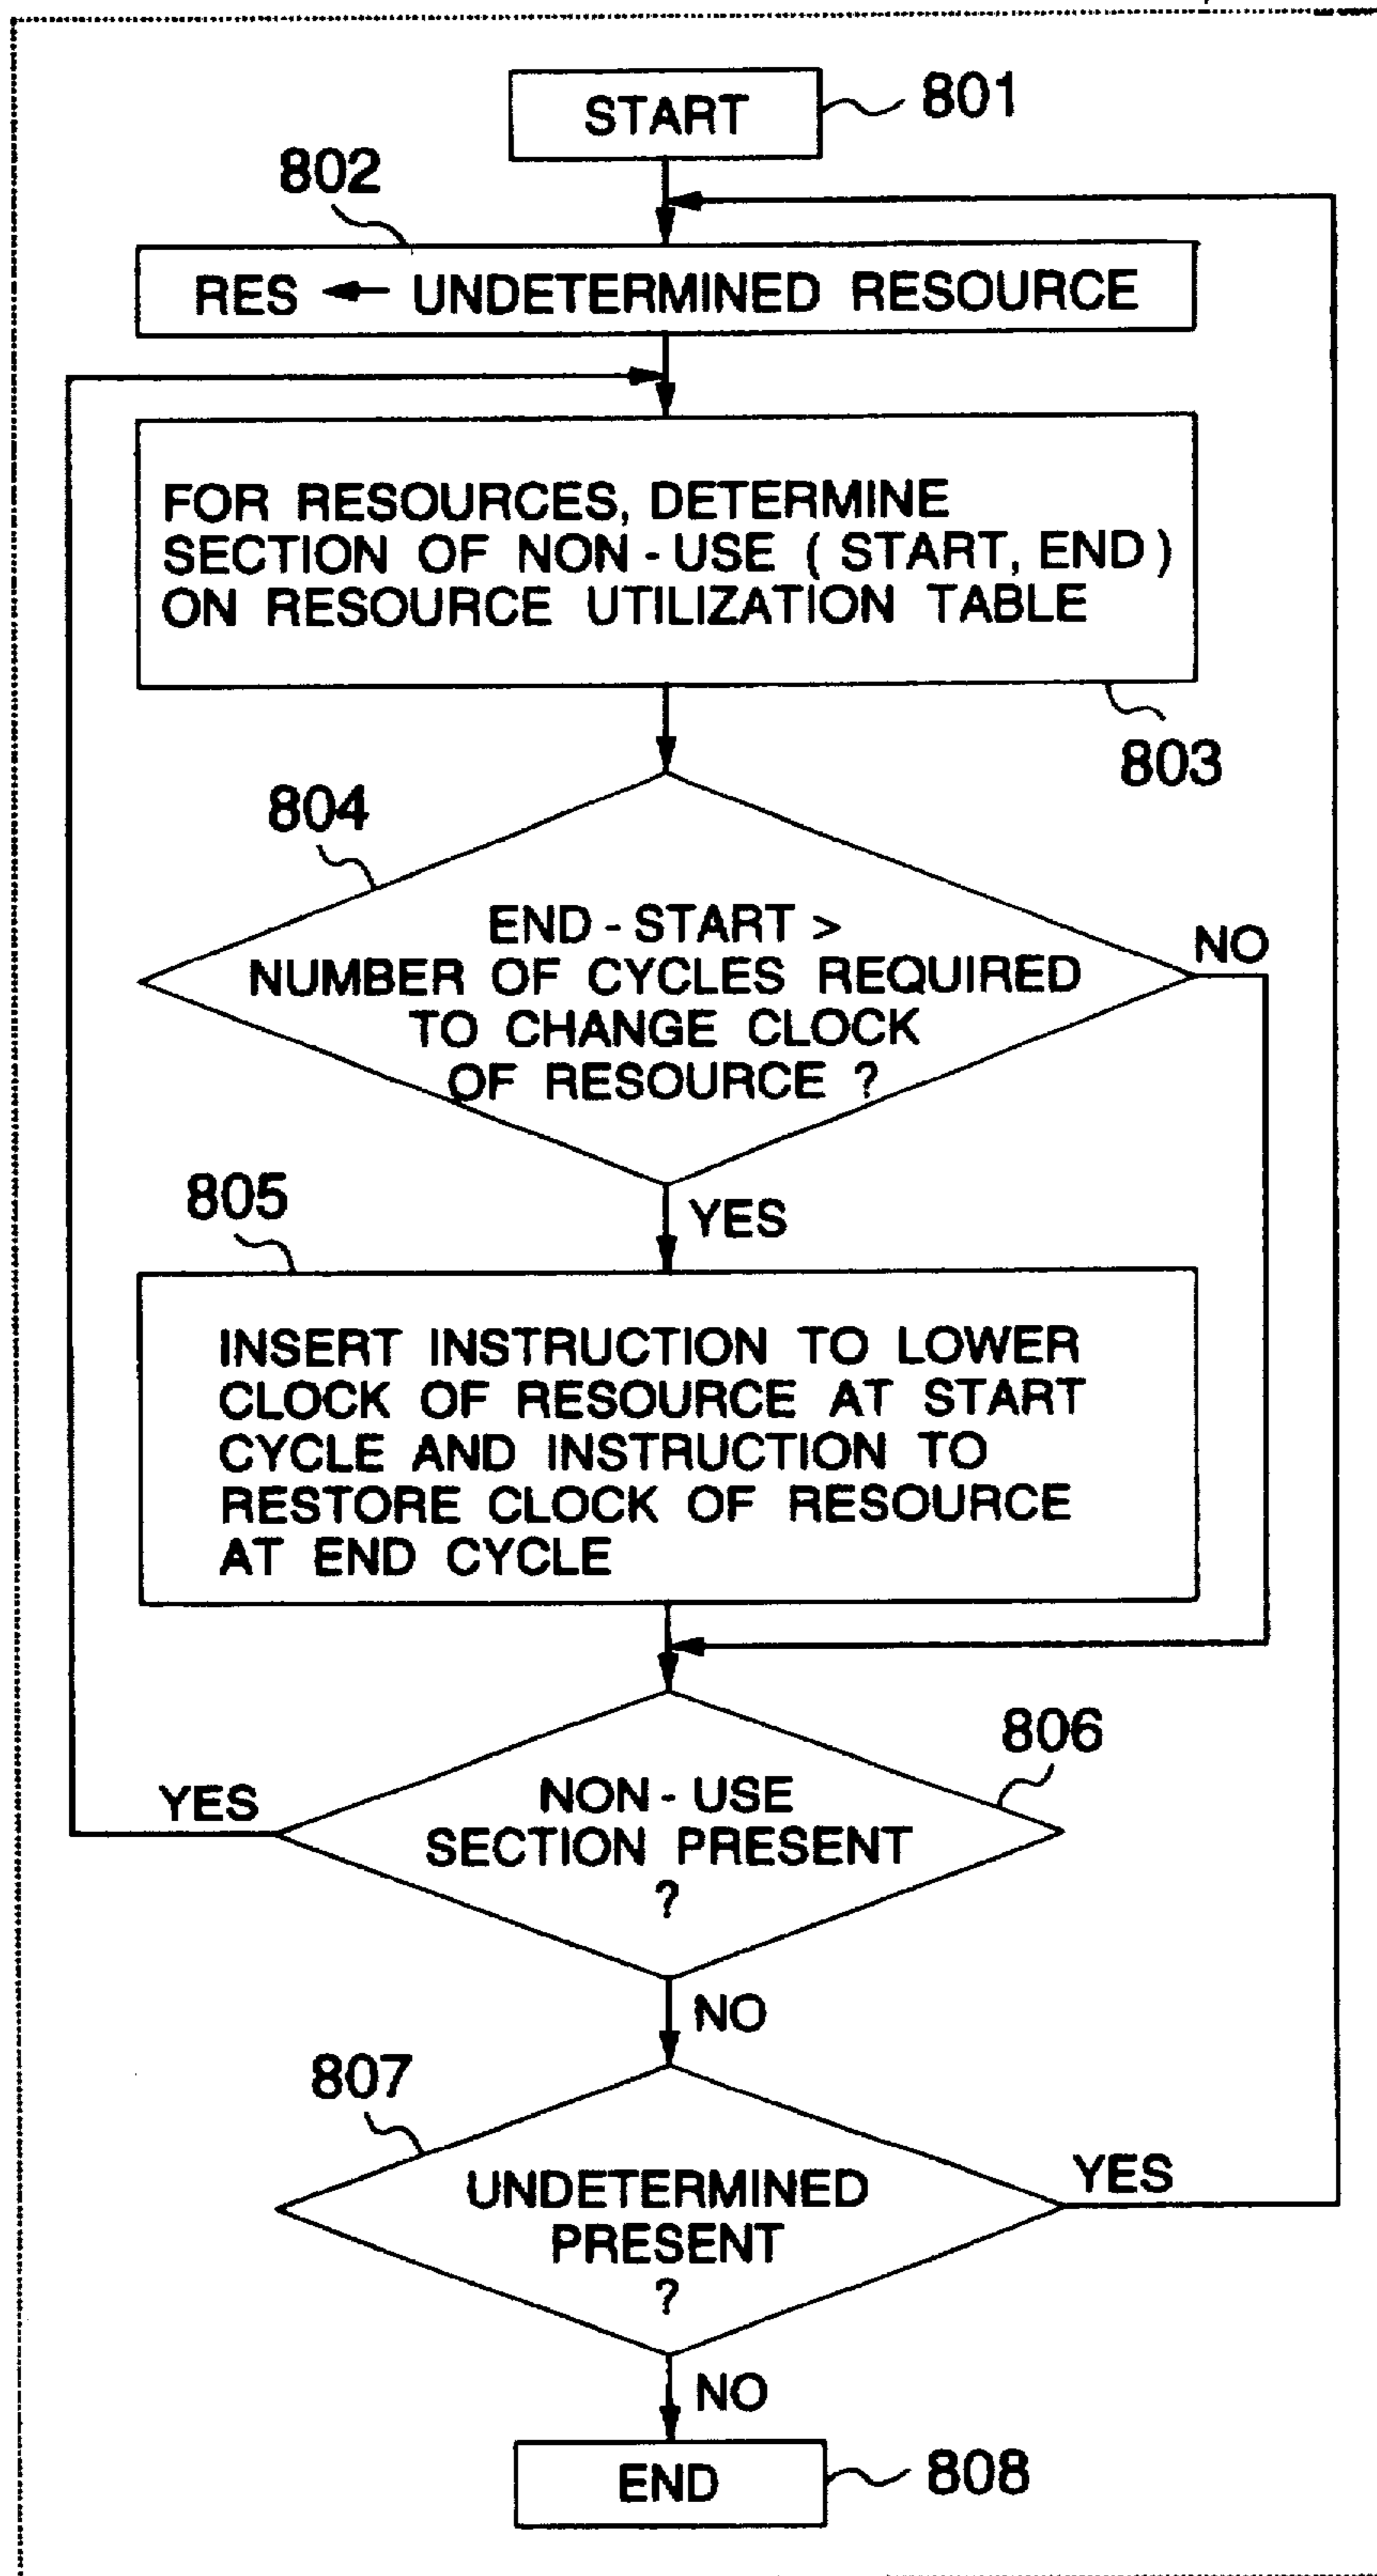 START
801
802
RES ← UNDETERMINED RESOURCE
FOR RESOURCES, DETERMINE
SECTION OF NON-USE (START, END)
ON RESOURCE UTILIZATION TABLE
803
804
END-START >
NUMBER OF CYCLES REQUIRED
TO CHANGE CLOCK
OF RESOURCE ?
NO
YES
805
INSERT INSTRUCTION TO LOWER
CLOCK OF RESOURCE AT START
CYCLE AND INSTRUCTION TO
RESTORE CLOCK OF RESOURCE
AT END CYCLE
806
YES
NON-USE
SECTION PRESENT
?
NO
807
UNDETERMINED
PRESENT
?
YES
NO
END
808